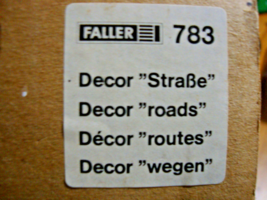 FALLER 783
Decor "Straße"
Decor "roads"
Décor "routes"
Decor "wegen"